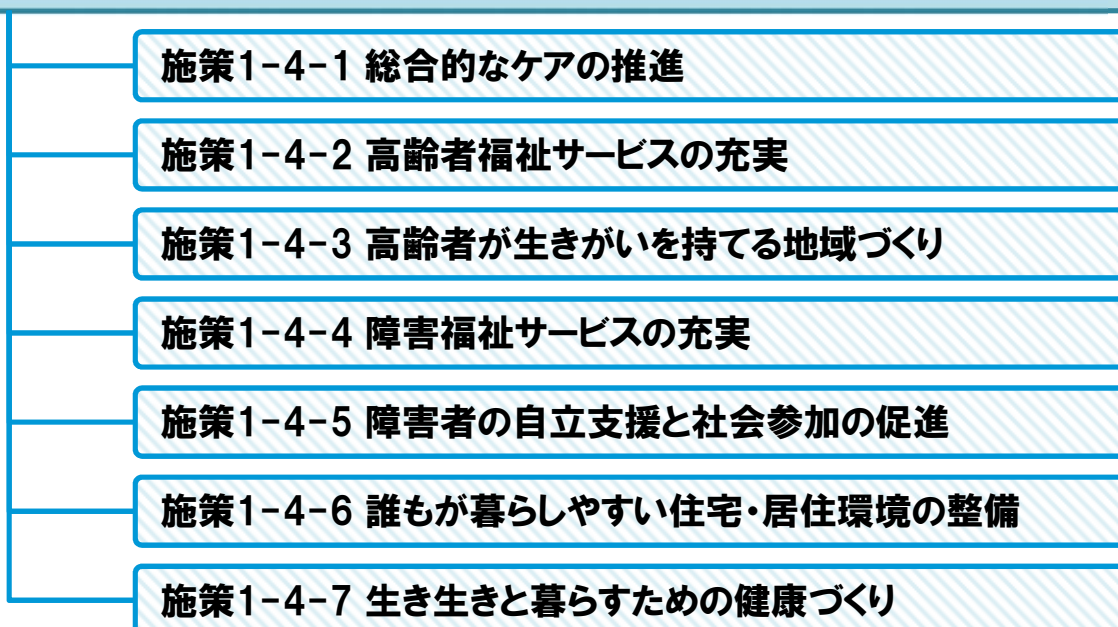 施策1-4-1 総合的なケアの推進
施策1-4-2 高齢者福祉サービスの充実
施策1-4-3 高齢者が生きがいを持てる地域づくり
施策1-4-4 障害福祉サービスの充実
施策1-4-5 障害者の自立支援と社会参加の促進
施策1-4-6 誰もが暮らしやすい住宅・居住環境の整備
施策1-4-7 生き生きと暮らすための健康づくり